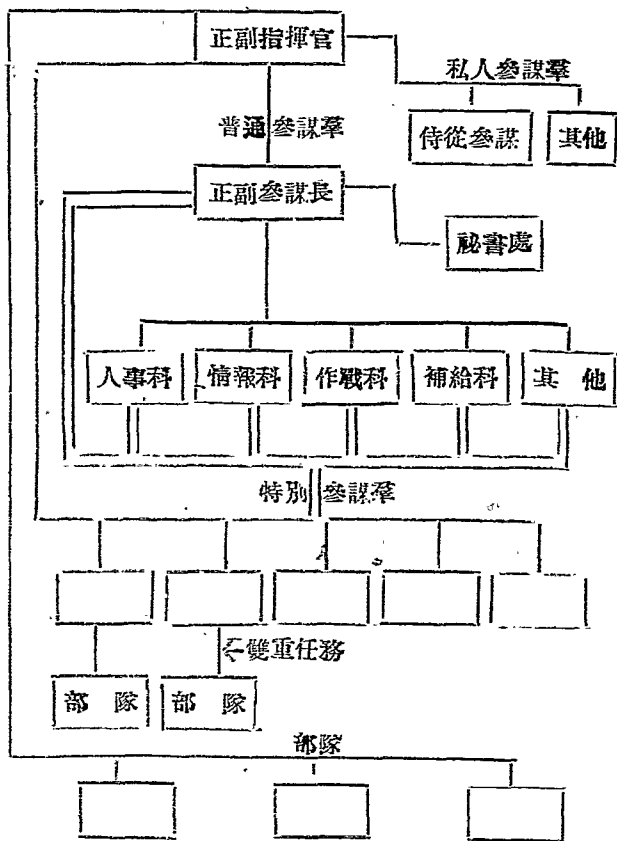 正副指揮官
私人參謀羣
侍從參謀
其他
普通參謀羣
正副參謀長
祕書處
人事科
情報科
作戰科
補給科
其　他
特別參謀羣
雙重任務
部　隊
部　隊
部隊